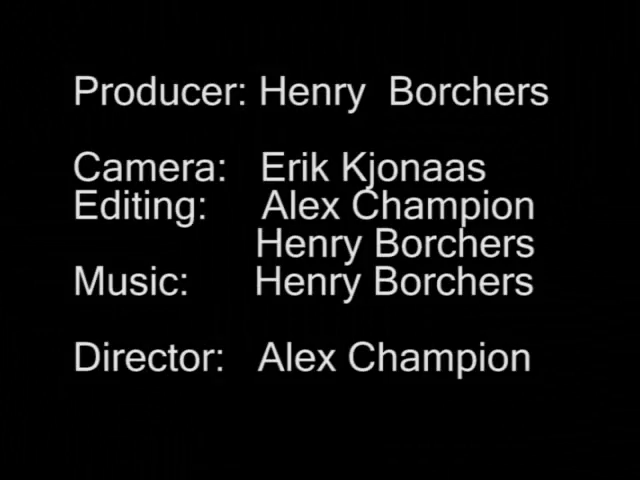 Producer: Henry Borchers
Camera: Erik Kjonaas
Editing: Alex Champion
Henry Borchers
Music: Henry Borchers
Director: Alex Champion